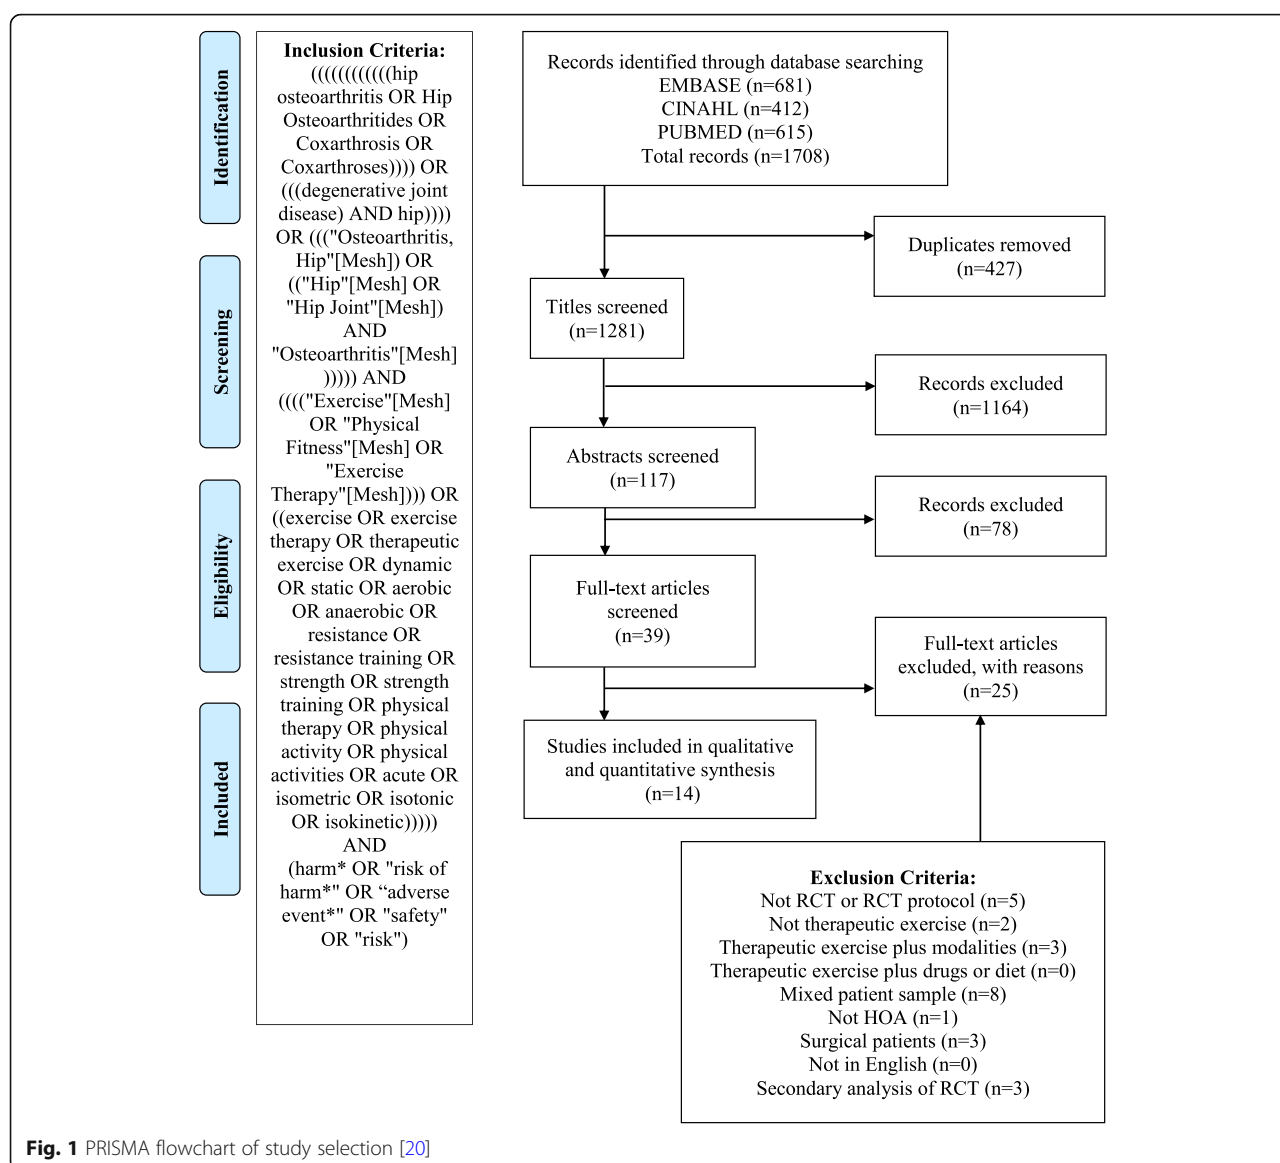 Identification
Screening
Eligibility
Included
Inclusion Criteria:
((((((((((((hip
osteoarthritis OR Hip
Osteoarthritides OR
Coxarthrosis OR
Coxarthroses)))) OR
(((degenerative joint
disease) AND hip))))
OR ((("Osteoarthritis,
Hip"[Mesh]) OR
(("Hip"[Mesh] OR
"Hip Joint"[Mesh])
AND
"Osteoarthritis"[Mesh]
))))) AND
(((("Exercise"[Mesh]
OR "Physical
Fitness"[Mesh] OR
"Exercise
Therapy"[Mesh]))) OR
((exercise OR exercise
therapy OR therapeutic
exercise OR dynamic
OR static OR aerobic
OR anaerobic OR
resistance OR
resistance training OR
strength OR strength
training OR physical
therapy OR physical
activity OR physical
activities OR acute OR
isometric OR isotonic
OR isokinetic)))))
AND
(harm* OR "risk of
harm*" OR “adverse
event*" OR "safety"
OR "risk")
Records identified through database searching
EMBASE (n=681)
CINAHL (n=412)
PUBMED (n=615)
Total records (n=1708)
Duplicates removed
(n=427)
Titles screened
(n=1281)
Records excluded
(n=1164)
Abstracts screened
(n=117)
Records excluded
(n=78)
Full-text articles
screened
(n=39)
Full-text articles
excluded, with reasons
(n=25)
Studies included in qualitative
and quantitative synthesis
(n=14)
Exclusion Criteria:
Not RCT or RCT protocol (n=5)
Not therapeutic exercise (n=2)
Therapeutic exercise plus modalities (n=3)
Therapeutic exercise plus drugs or diet (n=0)
Mixed patient sample (n=8)
Not HOA (n=1)
Surgical patients (n=3)
Not in English (n=0)
Secondary analysis of RCT (n=3)
Fig. 1 PRISMA flowchart of study selection [20]